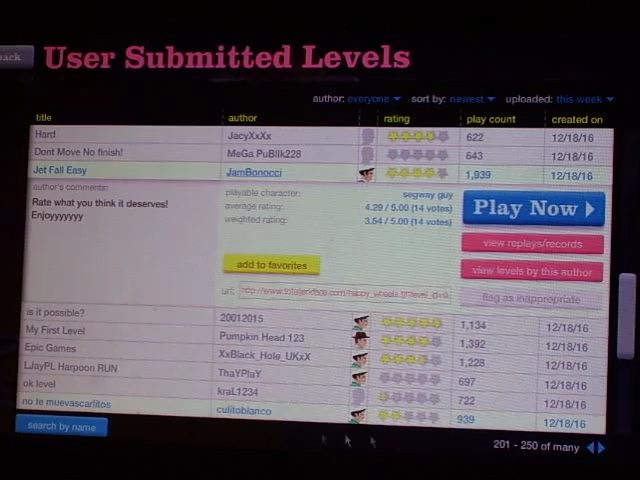 back
User Submitted Levels
author: everyone sort by: newest uploaded: this week
title author rating play count created on
Hard JacyXxXx 622 12/18/16
Dont Move No finish! MeGa PuBllk228 643 12/18/16
Jet Fall Easy JamBonocci 1,939 12/18/16
author's comments:
Rate what you think it deserves!
Enjoyyyyyyy
playable character: segway guy
average rating: 4.29 / 5.00 (14 votes)
weighted rating: 3.54 / 5.00 (14 votes)
add to favorites
url:
Play Now
view replays/records
view levels by this author
flag as inappropriate
is it possible? 20012015 1,134 12/18/16
My First Level Pumpkin Head 123 1,392 12/18/16
Epic Games XxBlack_Hole_UKxX 1,228 12/18/16
LJayPL Harpoon RUN ThaYPlaY 697 12/18/16
ok level kraL1234 722 12/18/16
no te muevascarlitos culitoblanco 939 12/18/16
search by name
201 - 250 of many